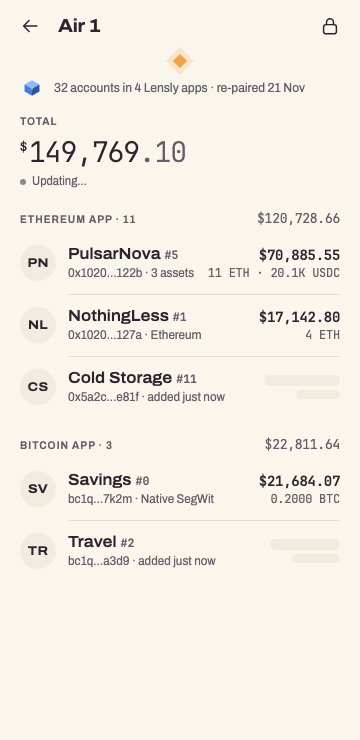 Air 1
32 accounts in 4 Lensly apps · re-paired 21 Nov
TOTAL
$149,769.10
Updating...
ETHEREUM APP · 11 $120,728.66
PN PulsarNova #5 $70,885.55
0x1020...122b · 3 assets 11 ETH · 20.1K USDC
NL NothingLess #1 $17,142.80
0x1020...127a · Ethereum 4 ETH
CS Cold Storage #11
0x5a2c...e81f · added just now
BITCOIN APP · 3 $22,811.64
SV Savings #0 $21,684.07
bc1q...7k2m · Native SegWit 0.2000 BTC
TR Travel #2
bc1q...a3d9 · added just now